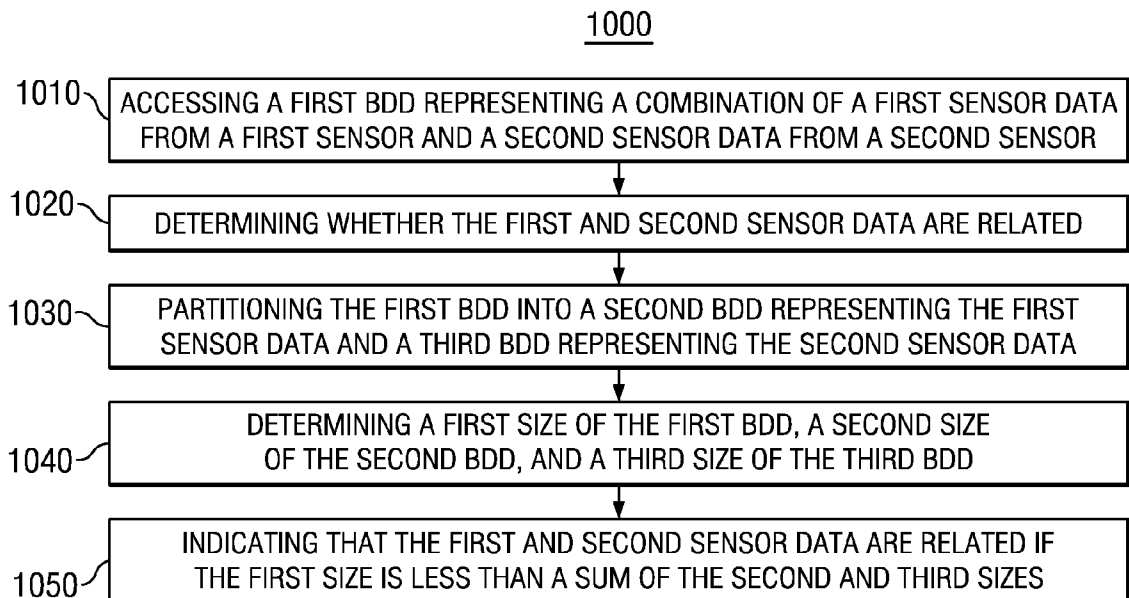 1000
1010
ACCESSING A FIRST BDD REPRESENTING A COMBINATION OF A FIRST SENSOR DATA
FROM A FIRST SENSOR AND A SECOND SENSOR DATA FROM A SECOND SENSOR
1020
DETERMINING WHETHER THE FIRST AND SECOND SENSOR DATA ARE RELATED
1030
PARTITIONING THE FIRST BDD INTO A SECOND BDD REPRESENTING THE FIRST
SENSOR DATA AND A THIRD BDD REPRESENTING THE SECOND SENSOR DATA
1040
DETERMINING A FIRST SIZE OF THE FIRST BDD, A SECOND SIZE
OF THE SECOND BDD, AND A THIRD SIZE OF THE THIRD BDD
1050
INDICATING THAT THE FIRST AND SECOND SENSOR DATA ARE RELATED IF
THE FIRST SIZE IS LESS THAN A SUM OF THE SECOND AND THIRD SIZES